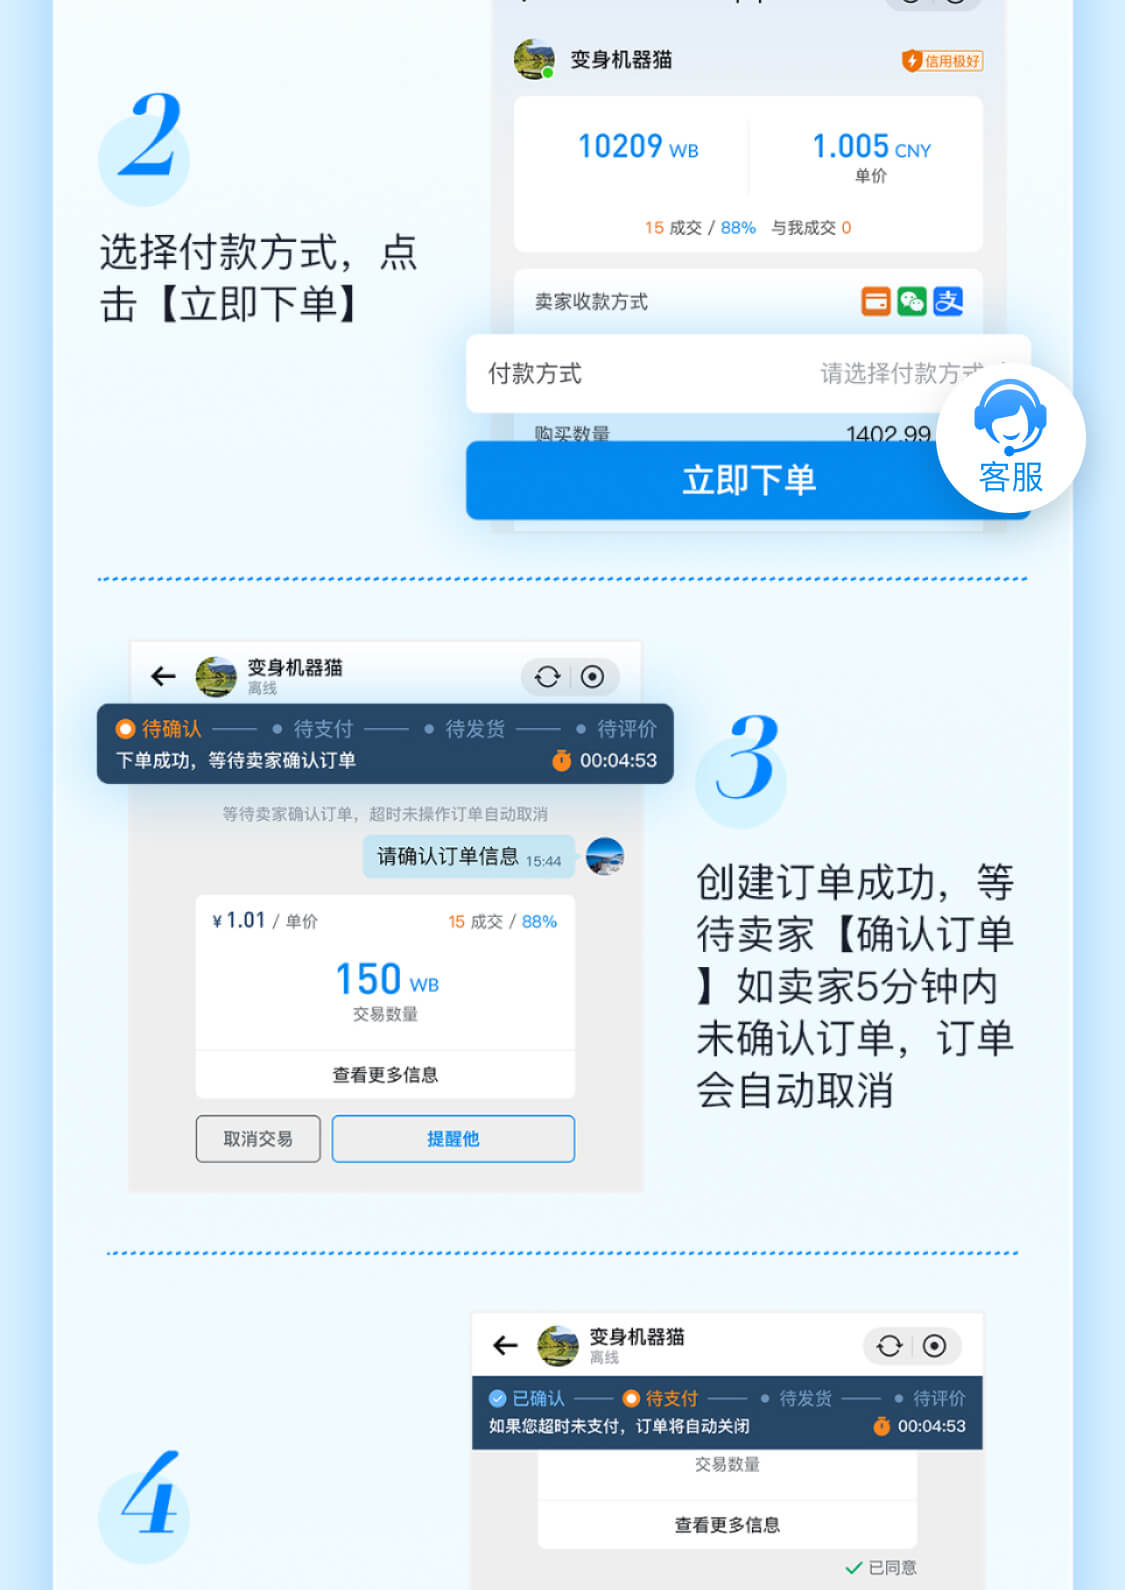 变身机器猫
信用极好
2
10209 WB
1.005 CNY
单价
15 成交 / 88% 与我成交 0
选择付款方式，点
击【立即下单】
卖家收款方式
支
付款方式
请选择付款方式
购买数量
1402.99
立即下单
客服
变身机器猫
离线
待确认 待支付 待发货 待评价
下单成功，等待卖家确认订单
00:04:53
等待卖家确认订单，超时未操作订单自动取消
请确认订单信息 15:44
¥1.01 / 单价
15 成交 / 88%
150 WB
交易数量
查看更多信息
取消交易
提醒他
3
创建订单成功，等
待卖家【确认订单
】如卖家5分钟内
未确认订单，订单
会自动取消
变身机器猫
离线
已确认 待支付 待发货 待评价
如果您超时未支付，订单将自动关闭
00:04:53
交易数量
查看更多信息
已同意
4